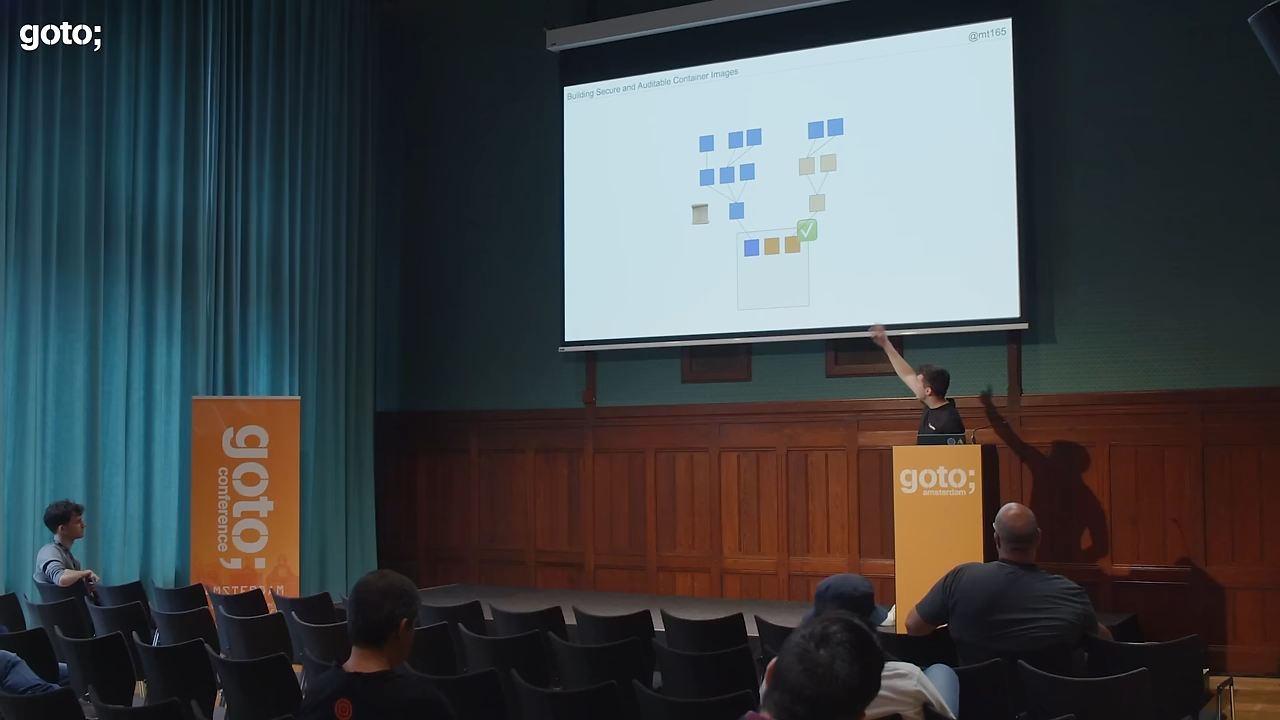 goto;
@mt165
Building Secure and Auditable Container Images
goto;
conference
goto;
amsterdam